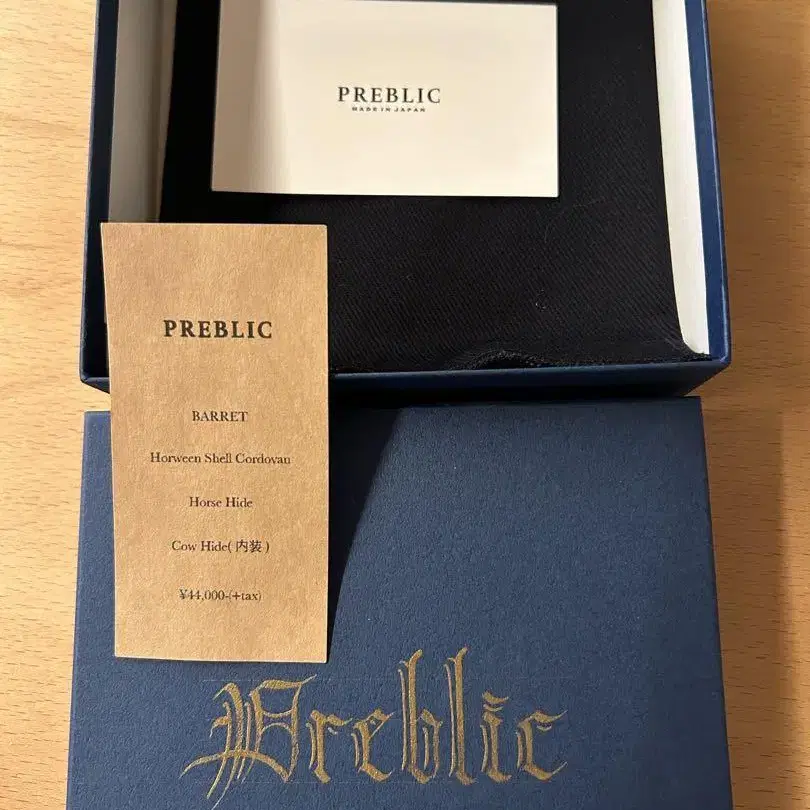 PREBLIC
MADE IN JAPAN
PREBLIC
BARRET
Horween Shell Cordovan
Horse Hide
Cow Hide( 内装 )
¥44,000-(+tax)
Preblic